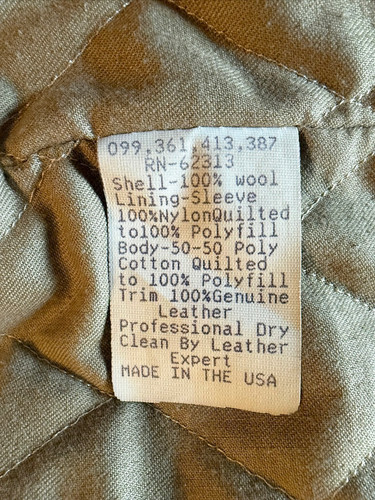 099,361,413,387
RN-62313
Shell-100% wool
Lining-Sleeve
100%NylonQuilted
to100% Polyfill
Body-50-50 Poly
Cotton Quilted
to 100% Polyfill
Trim 100%Genuine
Leather
Professional Dry
Clean By Leather
Expert
MADE IN THE USA